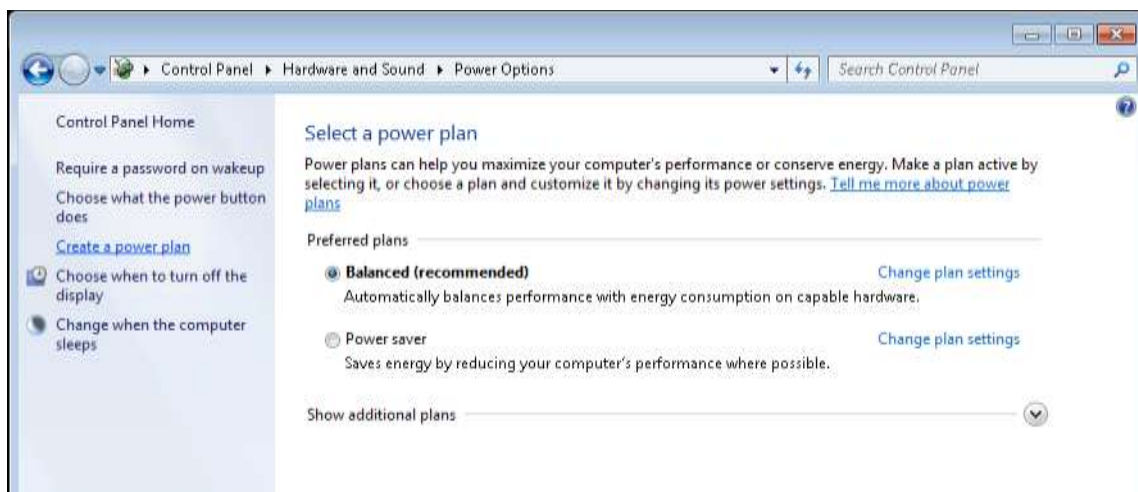 Control Panel ▸ Hardware and Sound ▸ Power Options
Search Control Panel
Control Panel Home
Require a password on wakeup
Choose what the power button
does
Create a power plan
Choose when to turn off the
display
Change when the computer
sleeps
Select a power plan
Power plans can help you maximize your computer's performance or conserve energy. Make a plan active by
selecting it, or choose a plan and customize it by changing its power settings. Tell me more about power
plans
Preferred plans
Balanced (recommended) Change plan settings
Automatically balances performance with energy consumption on capable hardware.
Power saver Change plan settings
Saves energy by reducing your computer's performance where possible.
Show additional plans